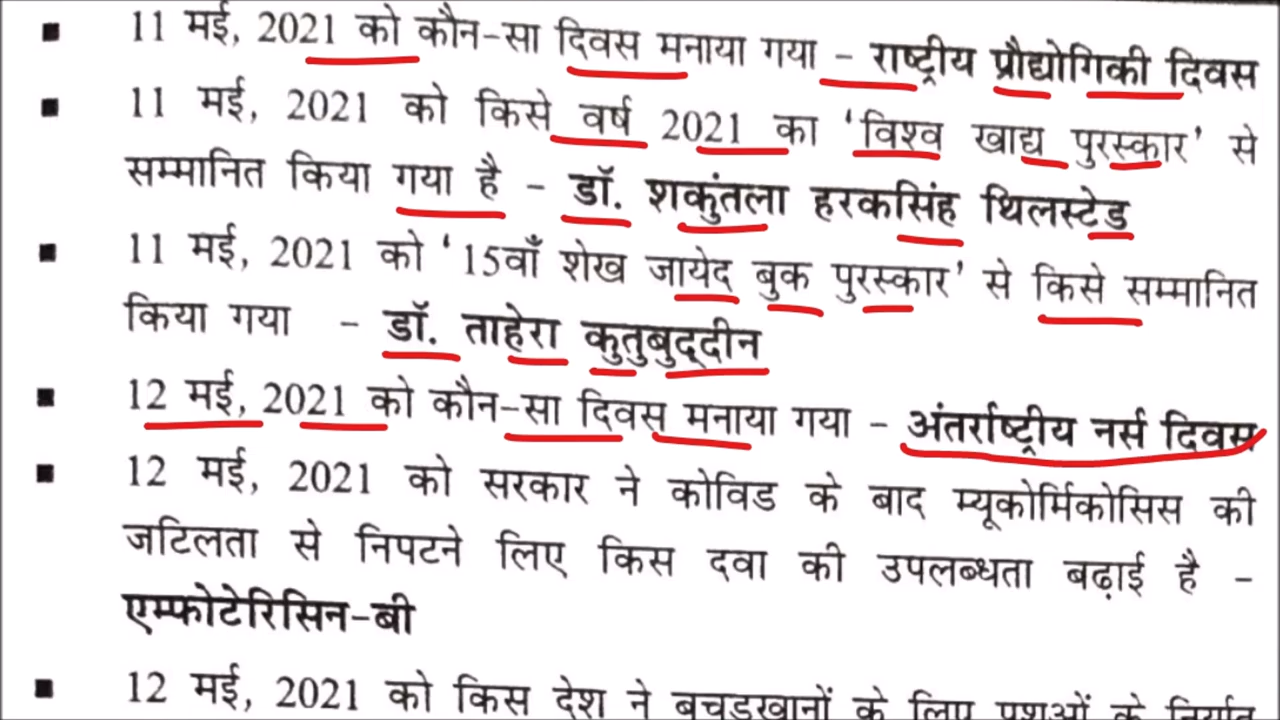 ▪ 11 मई, 2021 को कौन-सा दिवस मनाया गया - राष्ट्रीय प्रौद्योगिकी दिवस
▪ 11 मई, 2021 को किसे वर्ष 2021 का 'विश्व खाद्य पुरस्कार' से
सम्मानित किया गया है - डॉ. शकुंतला हरकसिंह थिलस्टेड
▪ 11 मई, 2021 को '15वाँ शेख जायेद बुक पुरस्कार' से किसे सम्मानित
किया गया - डॉ. ताहेरा कुतुबुद्दीन
▪ 12 मई, 2021 को कौन-सा दिवस मनाया गया - अंतर्राष्ट्रीय नर्स दिवस
▪ 12 मई, 2021 को सरकार ने कोविड के बाद म्यूकोर्मिकोसिस की
जटिलता से निपटने लिए किस दवा की उपलब्धता बढ़ाई है -
एम्फोटेरिसिन-बी
▪ 12 मई, 2021 को किस देश ने बूचड़खानों के लिए पशुओं के निर्यात